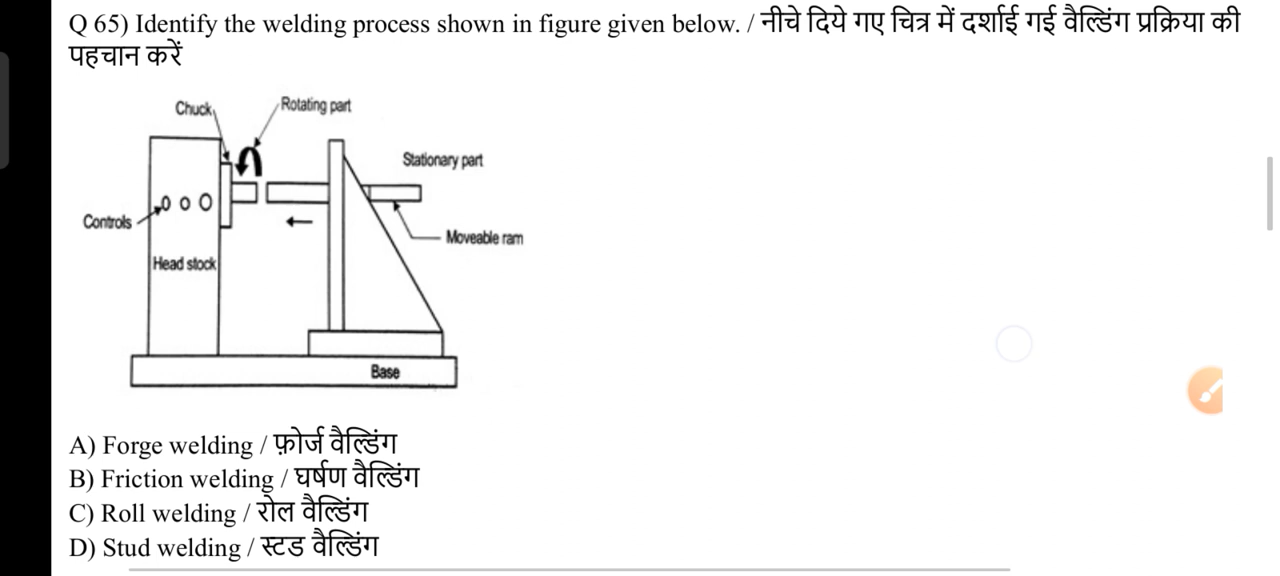 Q 65) Identify the welding process shown in figure given below. / नीचे दिये गए चित्र में दर्शाई गई वैल्डिंग प्रक्रिया की
पहचान करें
Chuck
Rotating part
Stationary part
Controls
Moveable ram
Head stock
Base
A) Forge welding / फ़ोर्ज वैल्डिंग
B) Friction welding / घर्षण वैल्डिंग
C) Roll welding / रोल वैल्डिंग
D) Stud welding / स्टड वैल्डिंग